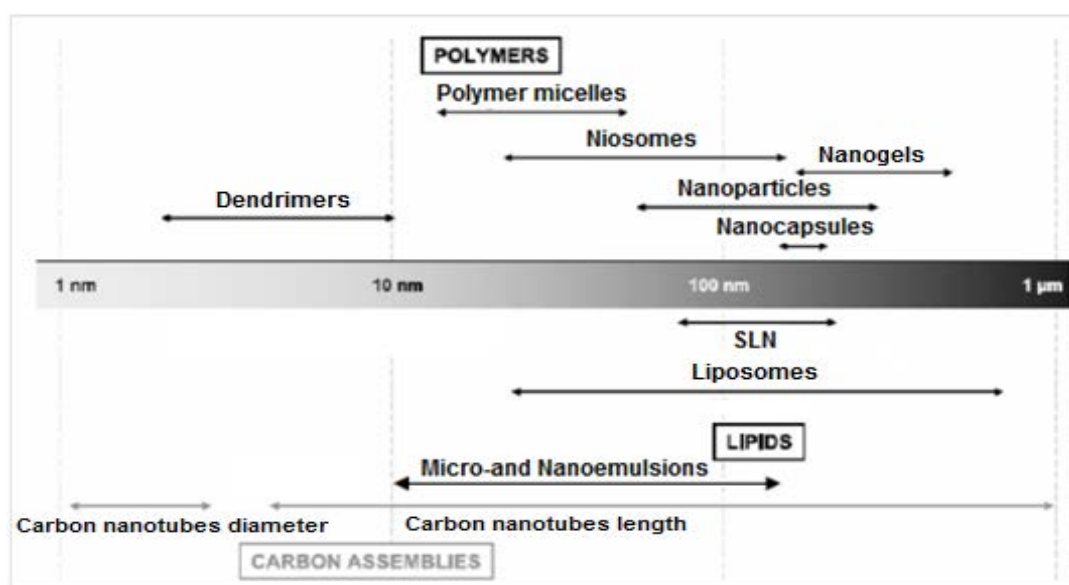 POLYMERS
Polymer micelles
Niosomes
Nanogels
Nanoparticles
Dendrimers
Nanocapsules
1 nm 10 nm 100 nm 1 µm
SLN
Liposomes
LIPIDS
Micro-and Nanoemulsions
Carbon nanotubes diameter Carbon nanotubes length
CARBON ASSEMBLIES